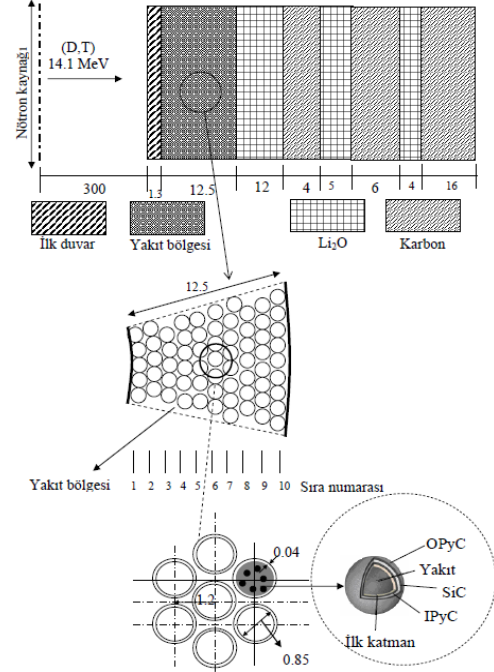 Nötron kaynağı
(D,T)
14.1 MeV
300
1.3
12.5
12
4
5
6
4
16
İlk duvar
Yakıt bölgesi
Li₂O
Karbon
12.5
Yakıt bölgesi
1 2 3 4 5 6 7 8 9 10
Sıra numarası
0.04
1.2
0.85
OPyC
Yakıt
SiC
IPyC
İlk katman